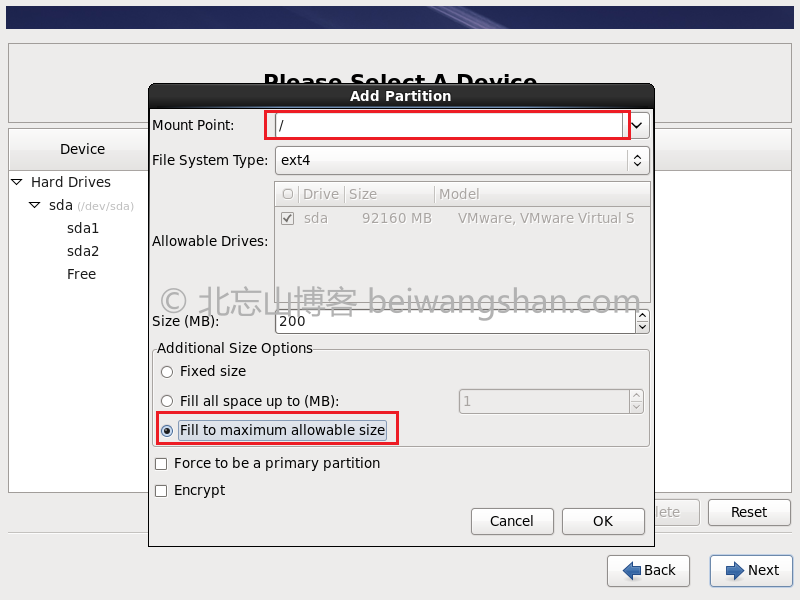 Please Select A Device
Add Partition
Mount Point: /
File System Type: ext4
Drive Size Model
sda 92160 MB VMware, VMware Virtual S
Allowable Drives:
© 北忘山博客 beiwangshan.com
Size (MB): 200
Additional Size Options
Fixed size
Fill all space up to (MB): 1
Fill to maximum allowable size
Force to be a primary partition
Encrypt
Cancel OK
Device
Hard Drives
sda (/dev/sda)
sda1
sda2
Free
lete Reset
Back Next